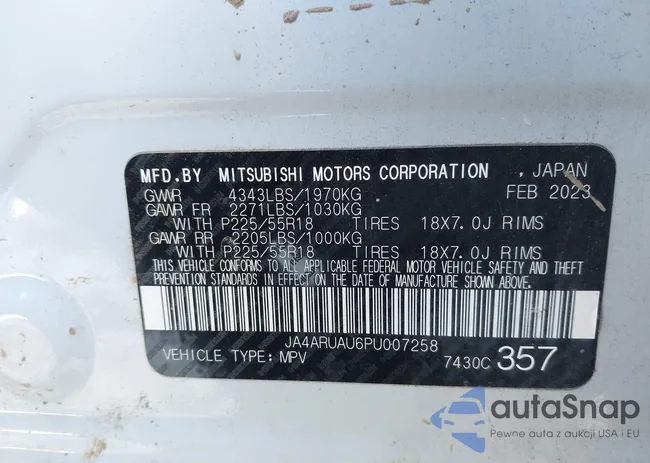 MFD.BY MITSUBISHI MOTORS CORPORATION , JAPAN
GVWR 4343LBS/1970KG FEB 2023
GAWR FR 2271LBS/1030KG
WITH P225/55R18 TIRES 18X7.0J RIMS
GAWR RR 2205LBS/1000KG
WITH P225/55R18 TIRES 18X7.0J RIMS
THIS VEHICLE CONFORMS TO ALL APPLICABLE FEDERAL MOTOR VEHICLE SAFETY AND THEFT
PREVENTION STANDARDS IN EFFECT ON THE DATE OF MANUFACTURE SHOWN ABOVE.
JA4ARUAU6PU007258
VEHICLE TYPE: MPV 7430C 357
autoSnap
Pewne auta z aukcji USA i EU